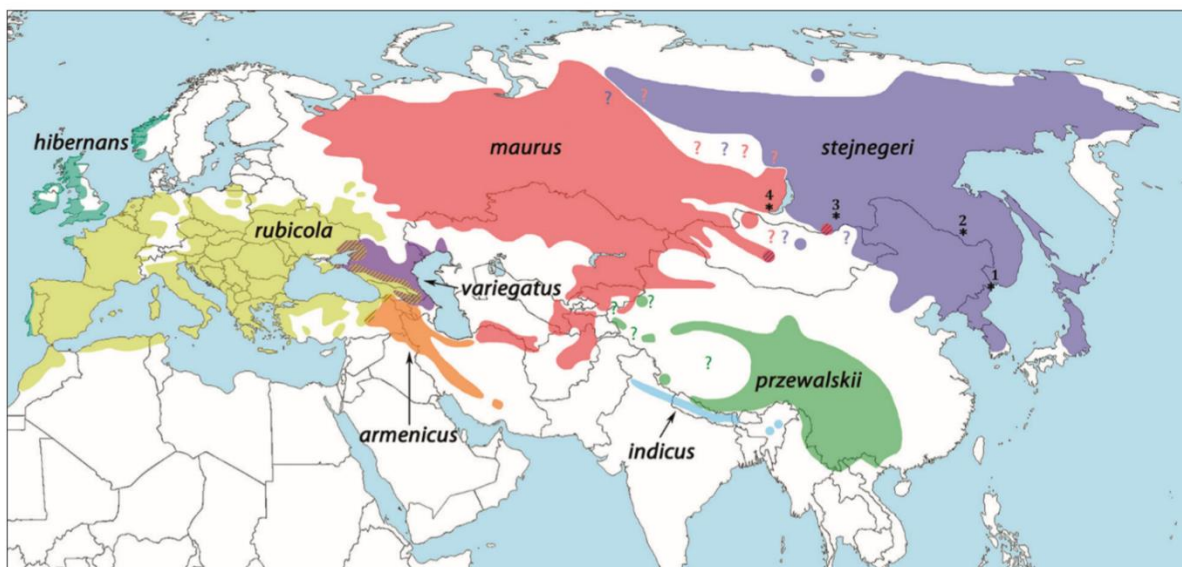 hibernans
maurus
stejnegeri
? ?
? ? ? ?
4
*
3
*
2
*
rubicola
? ? ?
1
*
variegatus
? ?
?
?
przewalskii
armenicus
indicus